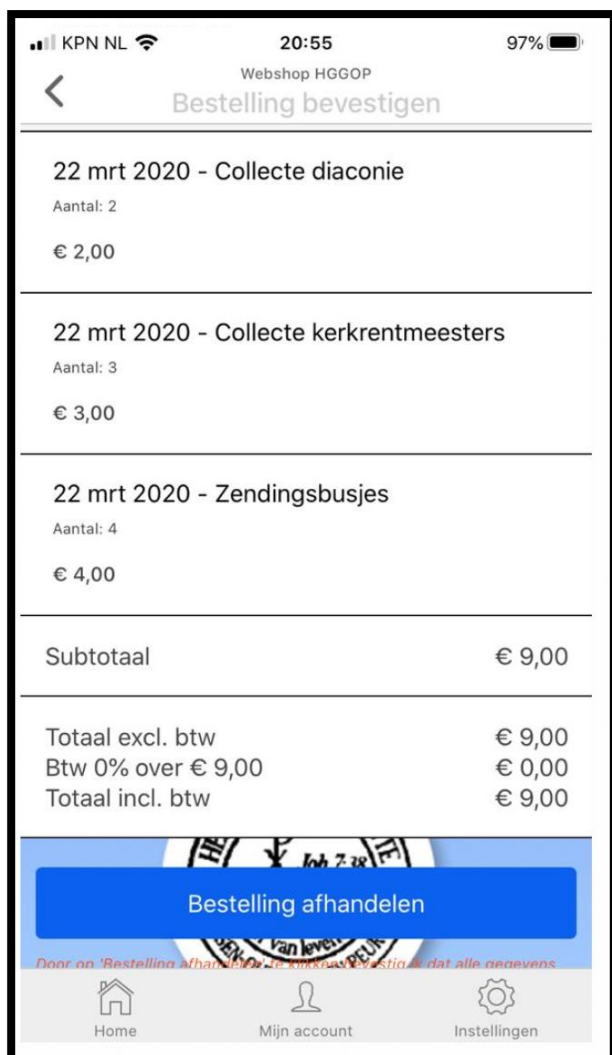 KPN NL 20:55 97%
Webshop HGGOP
Bestelling bevestigen
22 mrt 2020 - Collecte diaconie
Aantal: 2
€ 2,00
22 mrt 2020 - Collecte kerkrentmeesters
Aantal: 3
€ 3,00
22 mrt 2020 - Zendingsbusjes
Aantal: 4
€ 4,00
Subtotaal € 9,00
Totaal excl. btw € 9,00
Btw 0% over € 9,00 € 0,00
Totaal incl. btw € 9,00
Joh. 7:38
Bestelling afhandelen
van leven
Door op 'Bestelling afhandelen' te klikken bevestig ik dat alle gegevens
Home Mijn account Instellingen